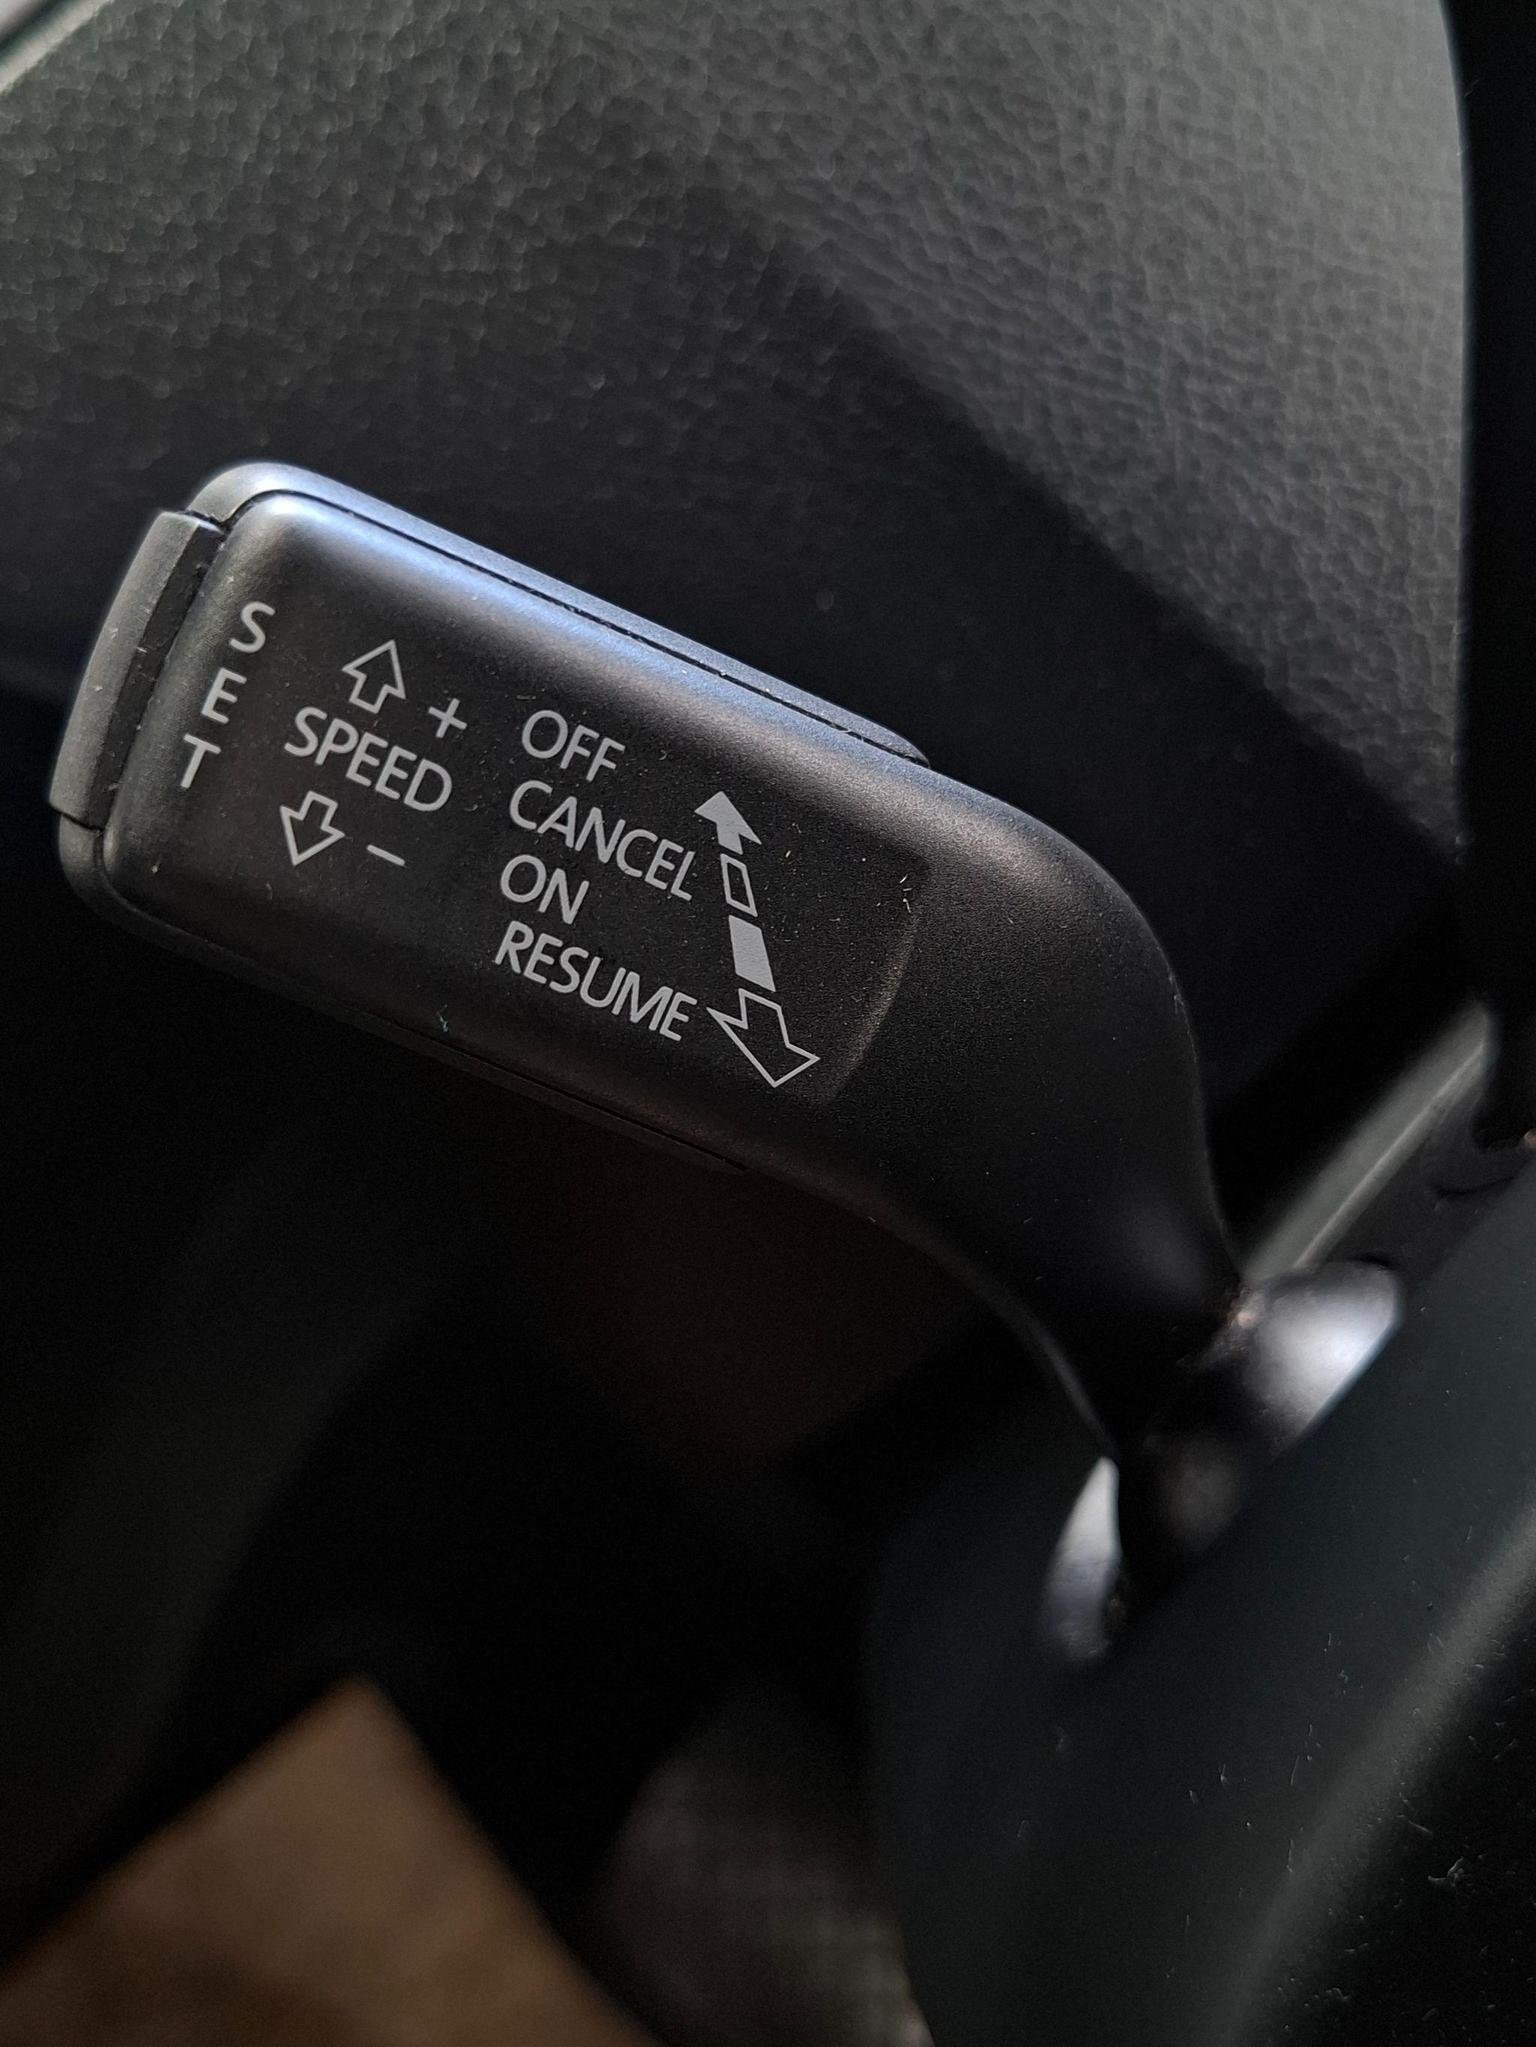 SET
+
SPEED
−
OFF
CANCEL
ON
RESUME